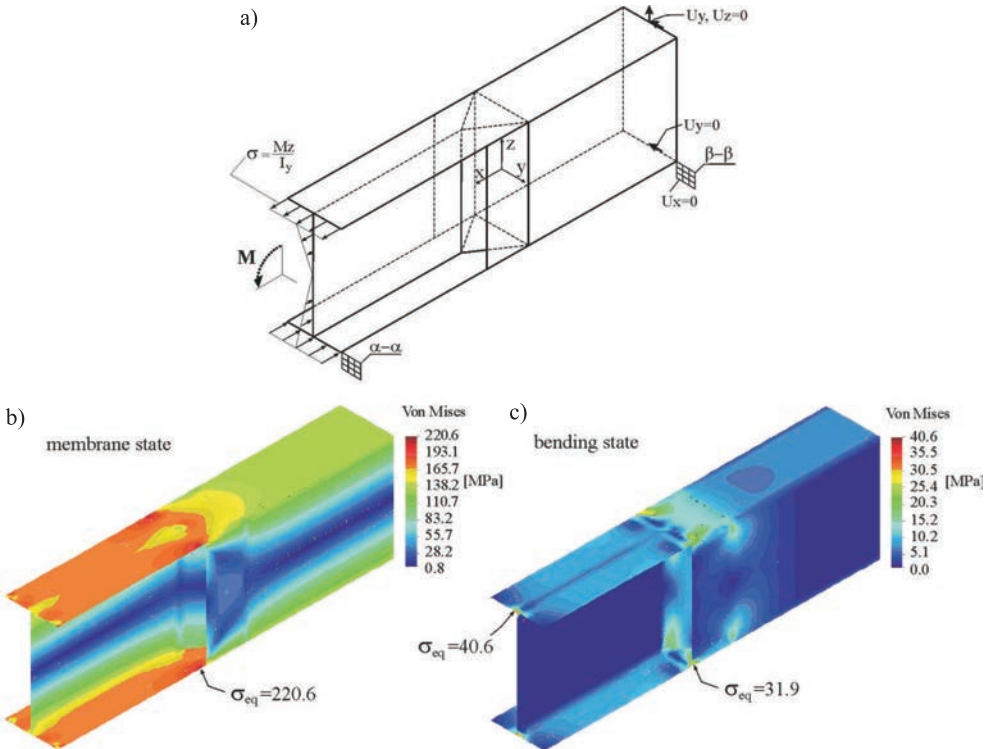 a)
Uy, Uz=0
Uy=0
β−β
Ux=0
σ=Mz/Iy
z
x
y
M
α−α
b)
membrane state
Von Mises
220.6
193.1
165.7
138.2
110.7
83.2
55.7
28.2
0.8
[MPa]
σeq=220.6
c)
bending state
Von Mises
40.6
35.5
30.5
25.4
20.3
15.2
10.2
5.1
0.0
[MPa]
σeq=40.6
σeq=31.9